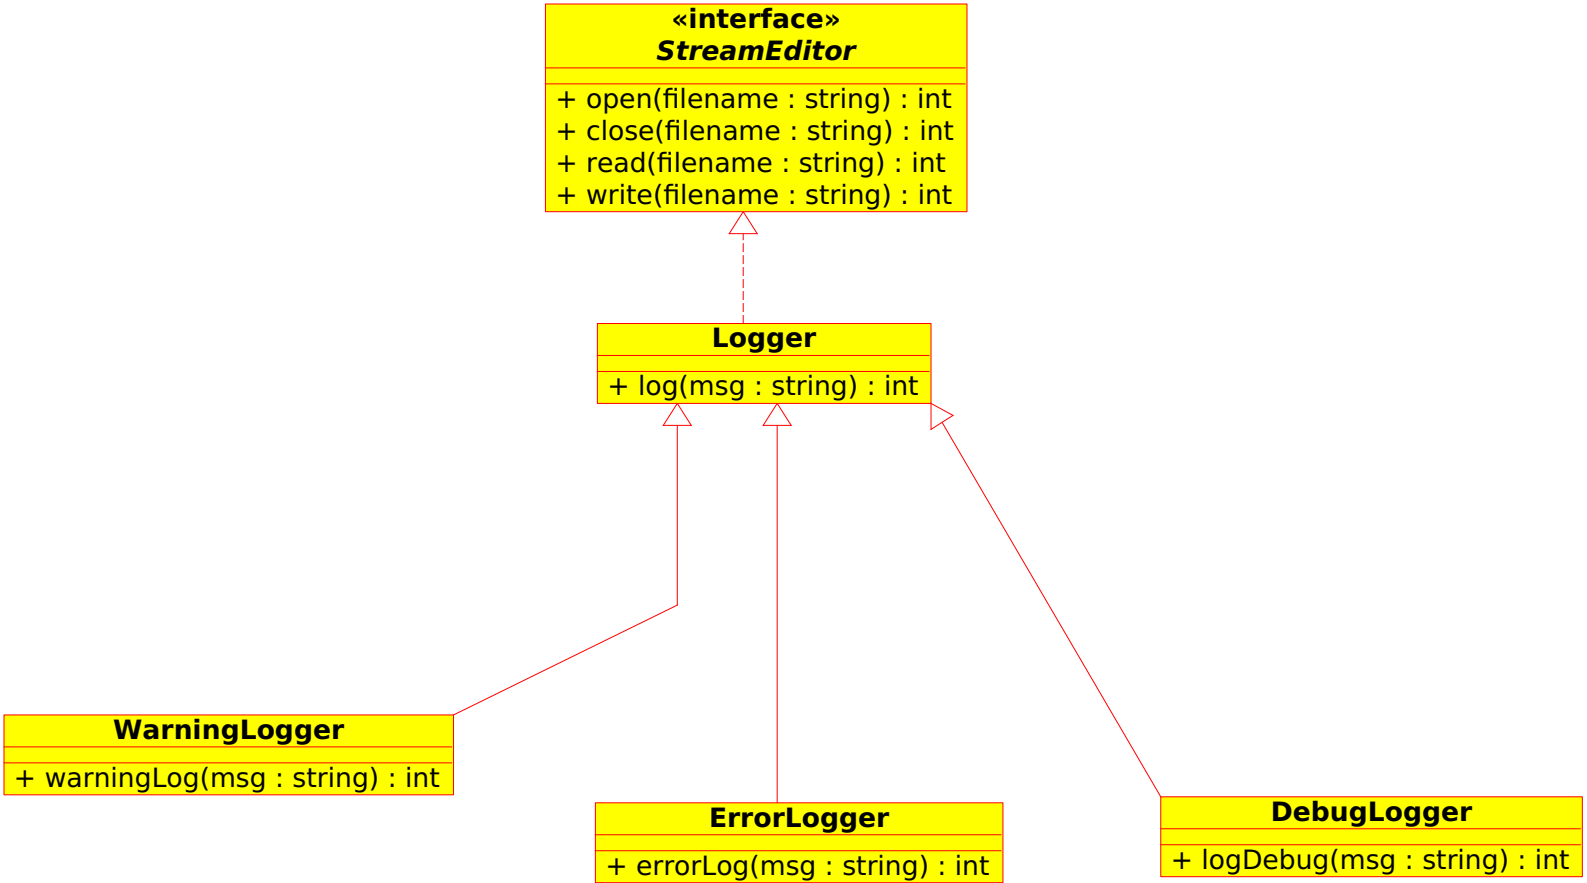 «interface»
StreamEditor
+ open(filename : string) : int
+ close(filename : string) : int
+ read(filename : string) : int
+ write(filename : string) : int
Logger
+ log(msg : string) : int
WarningLogger
+ warningLog(msg : string) : int
ErrorLogger
+ errorLog(msg : string) : int
DebugLogger
+ logDebug(msg : string) : int